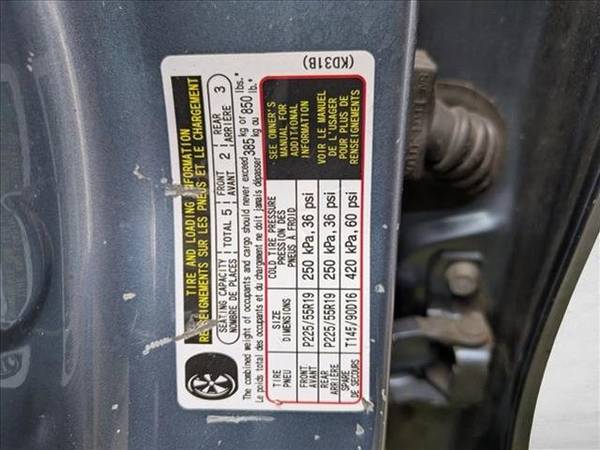 (KD31B)
TIRE AND LOADING INFORMATION
RENSEIGNEMENTS SUR LES PNEUS ET LE CHARGEMENT
SEATING CAPACITY
NOMBRE DE PLACES
TOTAL 5
FRONT
AVANT
2
REAR
ARRIÈRE
3
The combined weight of occupants and cargo should never exceed 385 kg or 850 lbs.
Le poids total des occupants et du chargement ne doit jamais dépasser 385 kg ou 850 lb.
TIRE
PNEU
SIZE
DIMENSIONS
COLD TIRE PRESSURE
PRESSION DES
PNEUS À FROID
SEE OWNER'S
MANUAL FOR
ADDITIONAL
INFORMATION
FRONT
AVANT
P225/55R19
250 kPa, 36 psi
REAR
ARRIÈRE
P225/55R19
250 kPa, 36 psi
SPARE
DE SECOURS
T145/90D16
420 kPa, 60 psi
VOIR LE MANUEL
DE L'USAGER
POUR PLUS DE
RENSEIGNEMENTS